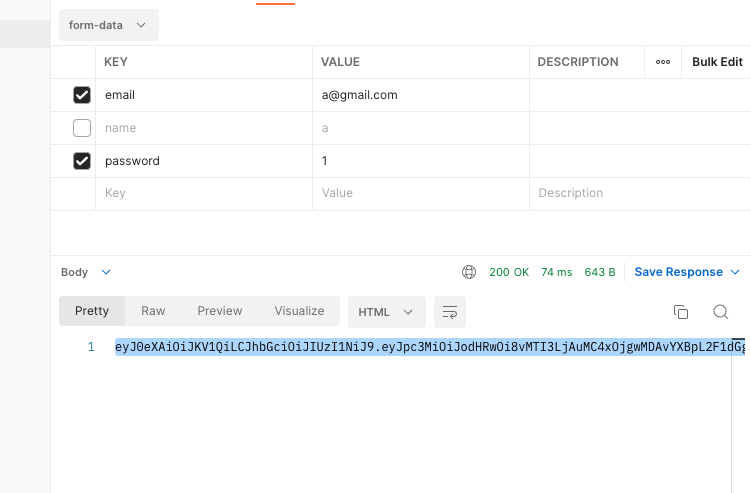 form-data
KEY VALUE DESCRIPTION ooo Bulk Edit
email a@gmail.com
name a
password 1
Key Value Description
Body 200 OK 74 ms 643 B Save Response
Pretty Raw Preview Visualize HTML
1 eyJ0eXAiOiJKV1QiLCJhbGciOiJIUzI1NiJ9.eyJpc3MiOiJodHRwOi8vMTI3LjAuMC4xOjgwMDAvYXBpL2F1dGg